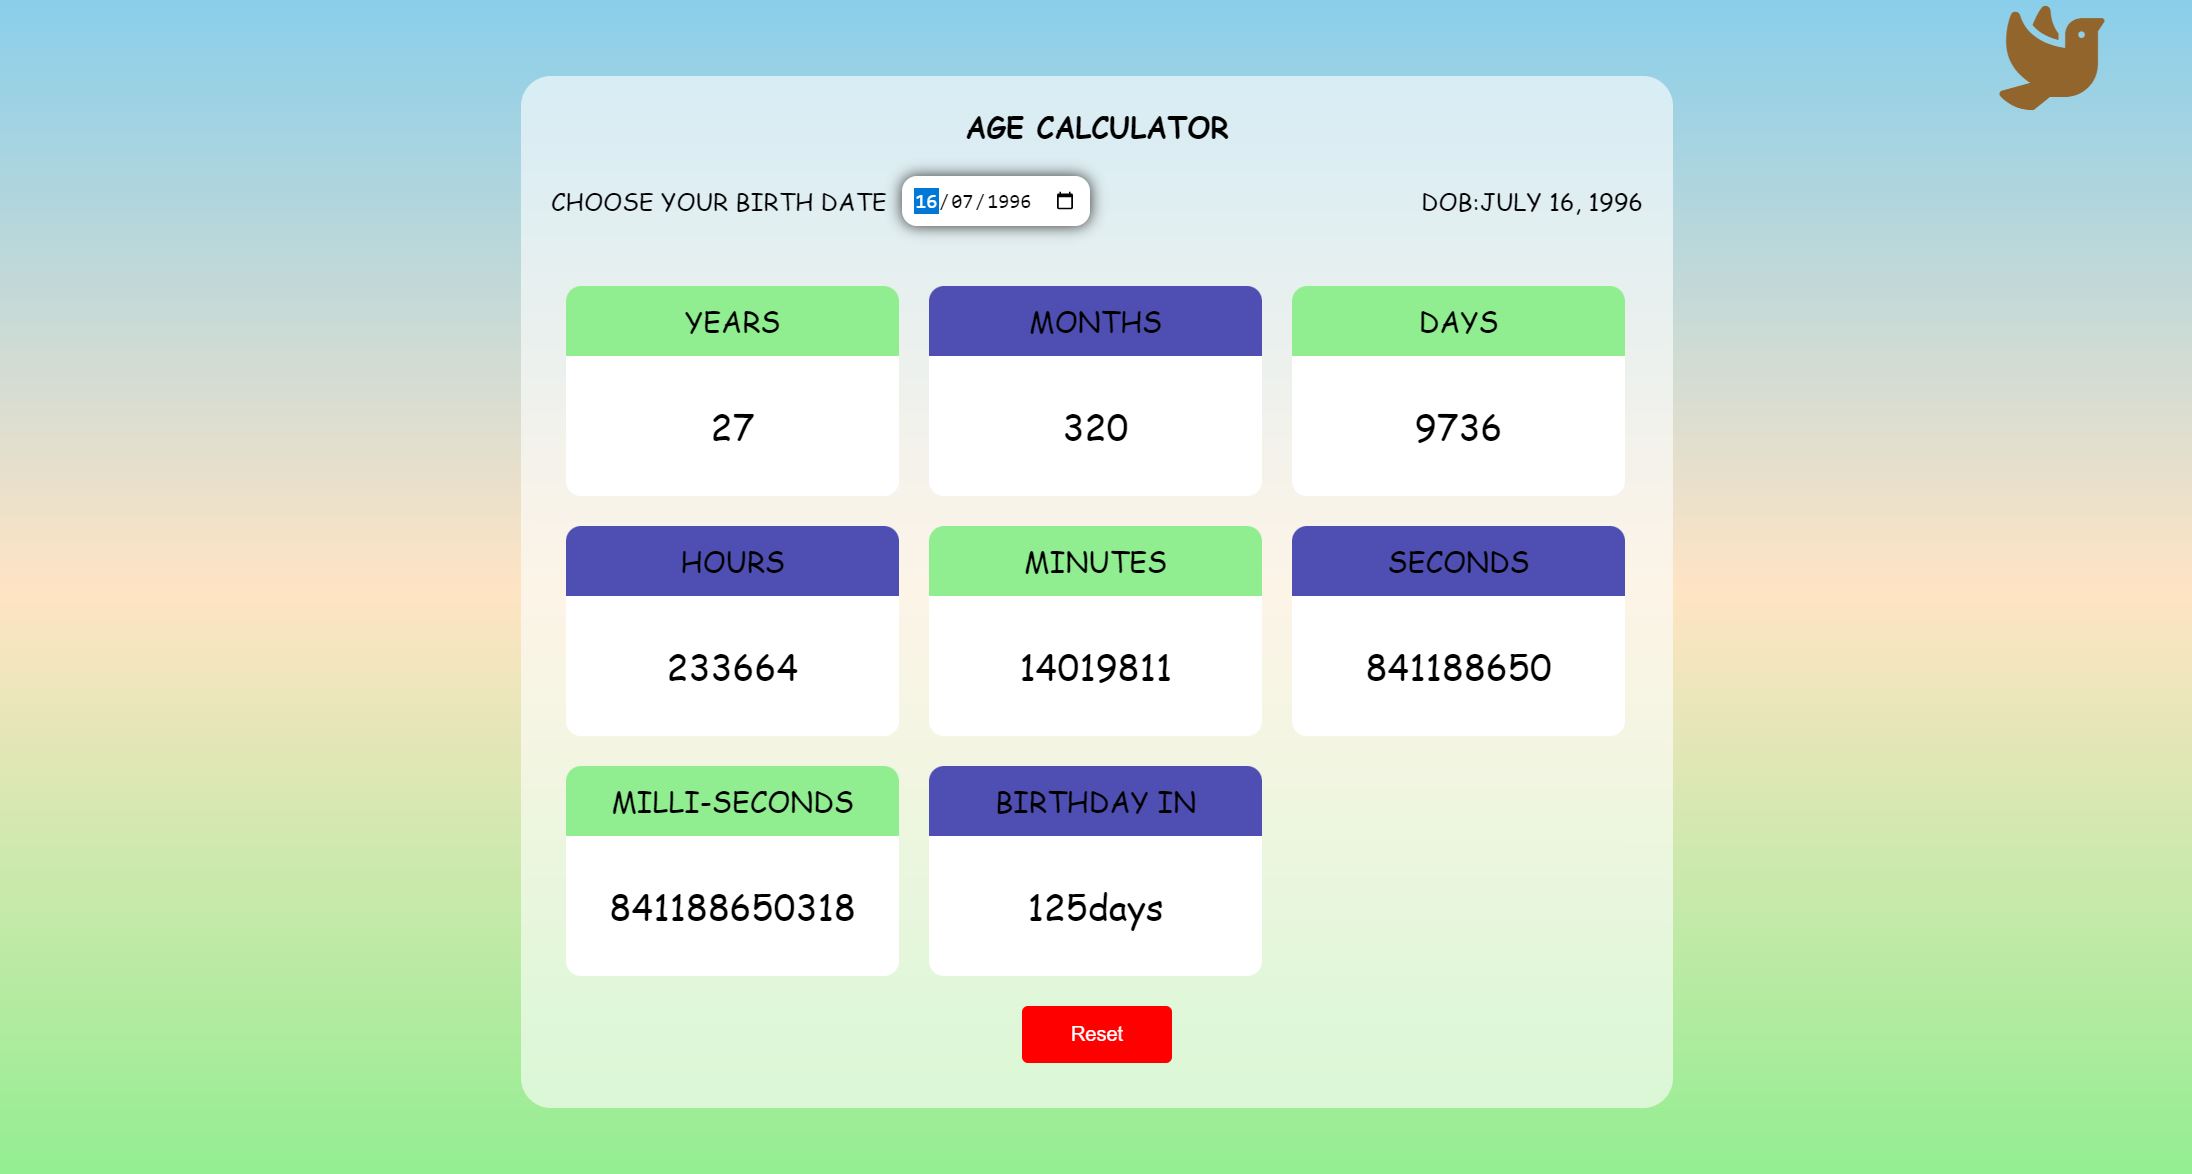 AGE CALCULATOR
CHOOSE YOUR BIRTH DATE 16/07/1996 DOB:JULY 16, 1996
YEARS MONTHS DAYS
27 320 9736
HOURS MINUTES SECONDS
233664 14019811 841188650
MILLI-SECONDS BIRTHDAY IN
841188650318 125days
Reset